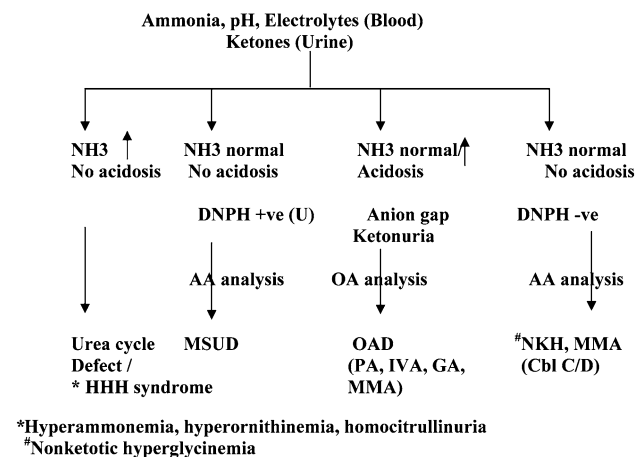 Ammonia, pH, Electrolytes (Blood)
Ketones (Urine)
NH3
No acidosis
NH3 normal
No acidosis
NH3 normal/
Acidosis
NH3 normal
No acidosis
DNPH +ve (U)
Anion gap
Ketonuria
DNPH -ve
AA analysis
OA analysis
AA analysis
Urea cycle
Defect /
* HHH syndrome
MSUD
OAD
(PA, IVA, GA,
MMA)
#NKH, MMA
(Cbl C/D)
*Hyperammonemia, hyperornithinemia, homocitrullinuria
#Nonketotic hyperglycinemia